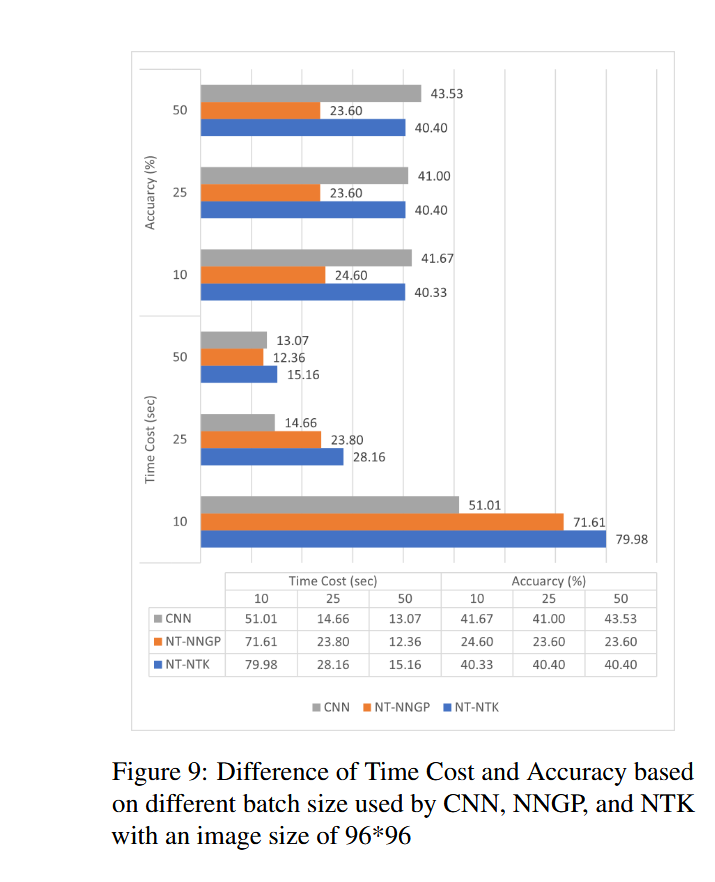 Accuarcy (%)
50
43.53
23.60
40.40
25
41.00
23.60
40.40
10
41.67
24.60
40.33
Time Cost (sec)
50
13.07
12.36
15.16
25
14.66
23.80
28.16
10
51.01
71.61
79.98
Time Cost (sec) Accuarcy (%)
10 25 50 10 25 50
CNN 51.01 14.66 13.07 41.67 41.00 43.53
NT-NNGP 71.61 23.80 12.36 24.60 23.60 23.60
NT-NTK 79.98 28.16 15.16 40.33 40.40 40.40
CNN NT-NNGP NT-NTK
Figure 9: Difference of Time Cost and Accuracy based
on different batch size used by CNN, NNGP, and NTK
with an image size of 96*96